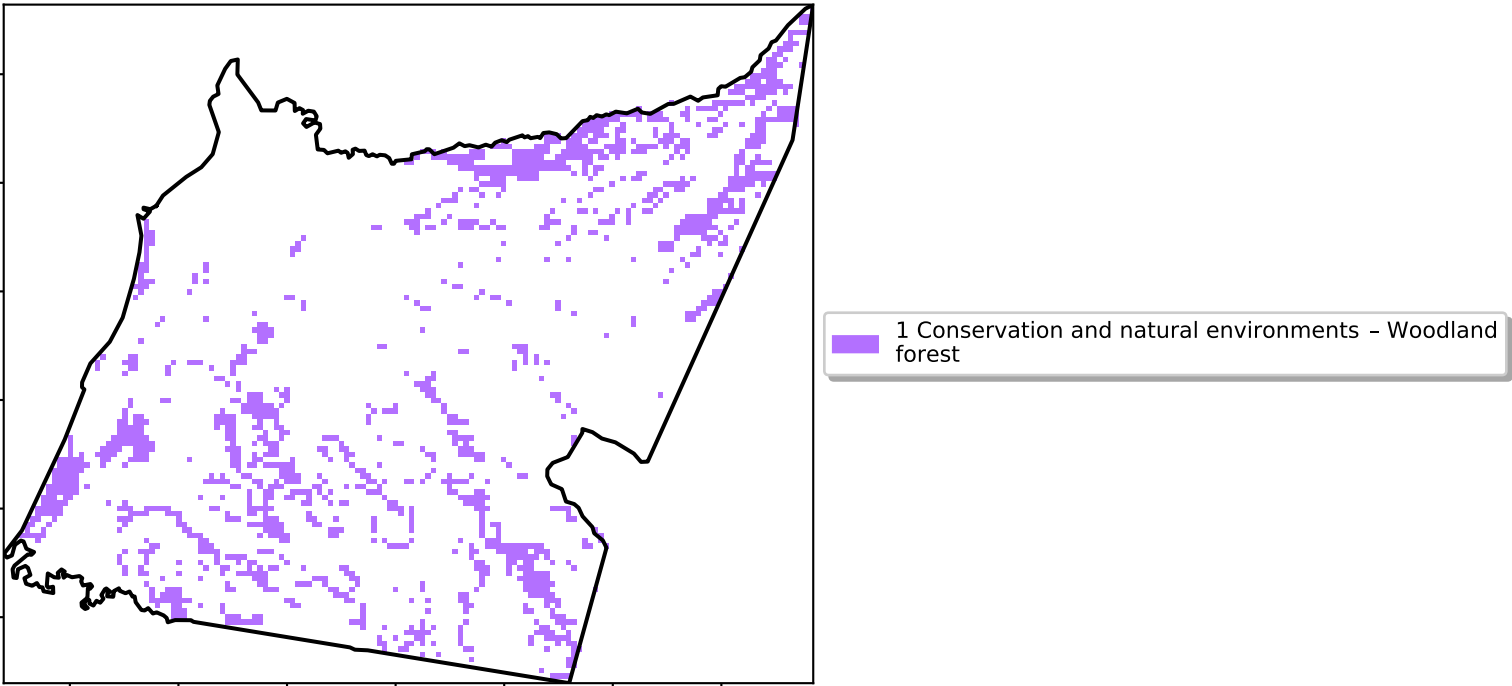 1 Conservation and natural environments – Woodland
forest